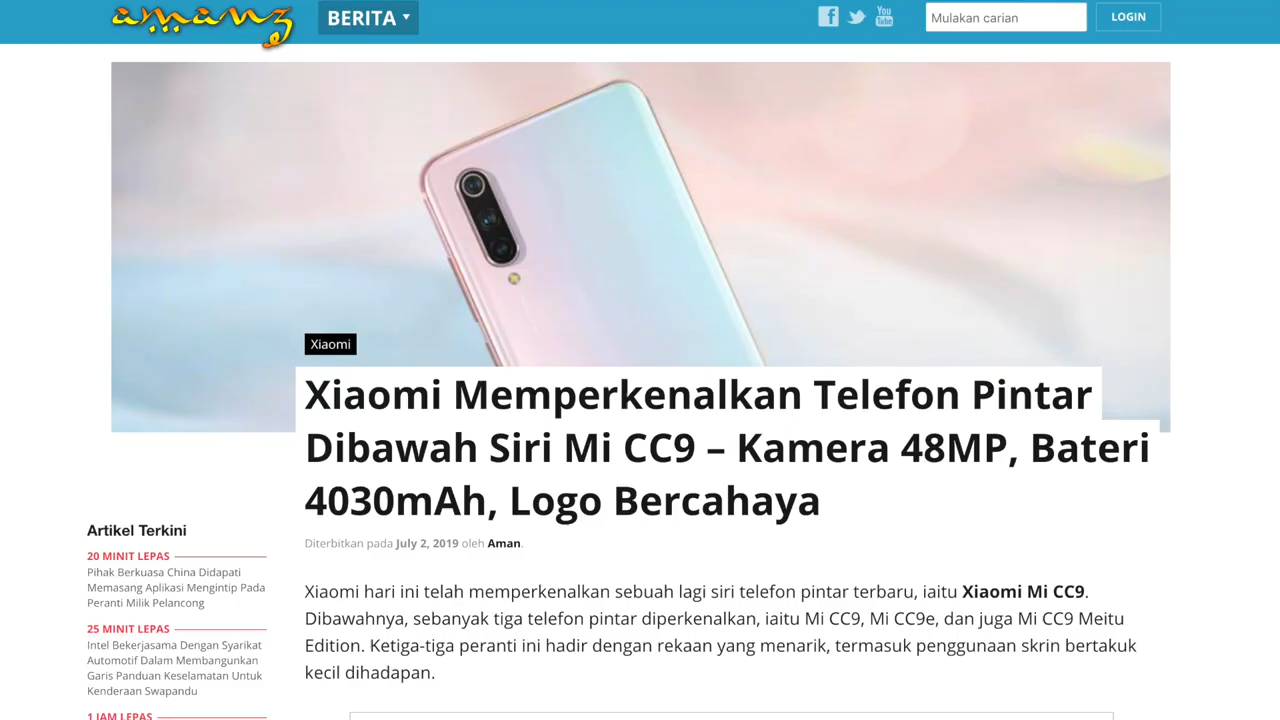 amanz
BERITA
Mulakan carian
LOGIN
Xiaomi
Xiaomi Memperkenalkan Telefon Pintar
Dibawah Siri Mi CC9 – Kamera 48MP, Bateri
4030mAh, Logo Bercahaya
Diterbitkan pada July 2, 2019 oleh Aman.
Xiaomi hari ini telah memperkenalkan sebuah lagi siri telefon pintar terbaru, iaitu Xiaomi Mi CC9.
Dibawahnya, sebanyak tiga telefon pintar diperkenalkan, iaitu Mi CC9, Mi CC9e, dan juga Mi CC9 Meitu
Edition. Ketiga-tiga peranti ini hadir dengan rekaan yang menarik, termasuk penggunaan skrin bertakuk
kecil dihadapan.
Artikel Terkini
20 MINIT LEPAS
Pihak Berkuasa China Didapati
Memasang Aplikasi Mengintip Pada
Peranti Milik Pelancong
25 MINIT LEPAS
Intel Bekerjasama Dengan Syarikat
Automotif Dalam Membangunkan
Garis Panduan Keselamatan Untuk
Kenderaan Swapandu
1 JAM LEPAS